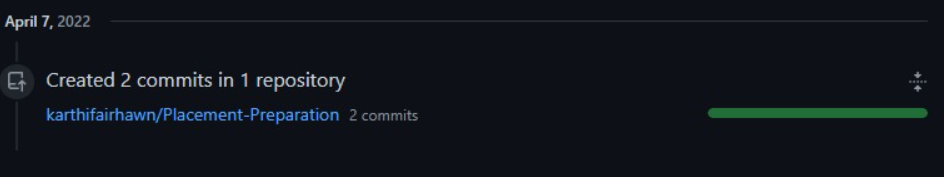 April 7, 2022
Created 2 commits in 1 repository
karthifairhawn/Placement-Preparation 2 commits